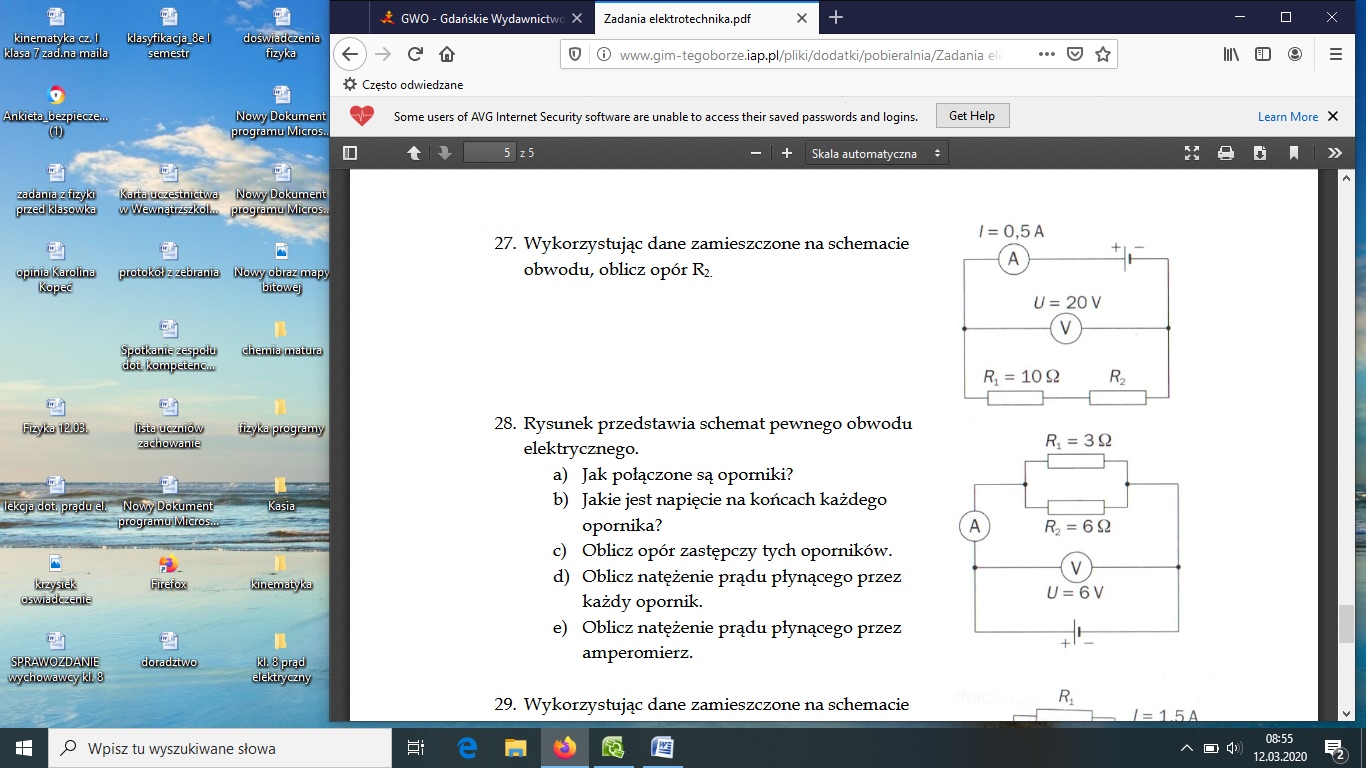 kinematyka cz. I
klasa 7 zad.na maila
klasyfikacja_8e I
semestr
doświadczenia
fizyka
Ankieta_bezpiecze...
(1)
Nowy Dokument
programu Micros...
zadania z fizyki
przed klasowka
Karta uczestnictwa
w Wewnątrzszkol...
Nowy Dokument
programu Micros...
opinia Karolina
Kopeć
protokół z zebrania
Nowy obraz mapy
bitowej
Spotkanie zespołu
dot. kompetenc...
chemia matura
Fizyka 12.03.
lista uczniów
zachowanie
fizyka programy
lekcja dot. prądu el.
Nowy Dokument
programu Micros...
Kasia
krzysiek
oswiadczenie
Firefox
kinematyka
SPRAWOZDANIE
wychowawcy kl. 8
doradztwo
kl. 8 prąd
elektryczny
GWO - Gdańskie Wydawnictwo
Zadania elektrotechnika.pdf
www.gim-tegoborze.iap.pl/pliki/dodatki/pobieralnia/Zadania ele
Często odwiedzane
Some users of AVG Internet Security software are unable to access their saved passwords and logins.
Get Help
Learn More
5 z 5
Skala automatyczna
27. Wykorzystując dane zamieszczone na schemacie
obwodu, oblicz opór R2.
I = 0,5 A
A
+ −
U = 20 V
V
R1 = 10 Ω R2
28. Rysunek przedstawia schemat pewnego obwodu
elektrycznego.
a) Jak połączone są oporniki?
b) Jakie jest napięcie na końcach każdego
opornika?
c) Oblicz opór zastępczy tych oporników.
d) Oblicz natężenie prądu płynącego przez
każdy opornik.
e) Oblicz natężenie prądu płynącego przez
amperomierz.
R1 = 3 Ω
R2 = 6 Ω
A
V
U = 6 V
+ −
29. Wykorzystując dane zamieszczone na schemacie
R1
I = 1,5 A
Wpisz tu wyszukiwane słowa
08:55
12.03.2020
2